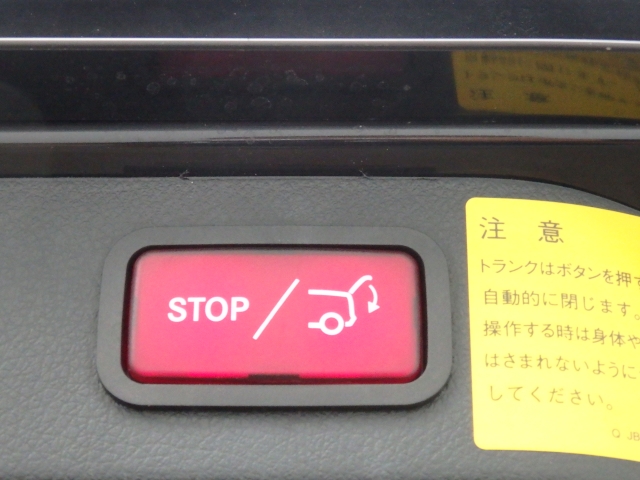 STOP
注意
トランクはボタンを押す
自動的に閉じます。
操作する時は身体や
はさまれないように
してください。